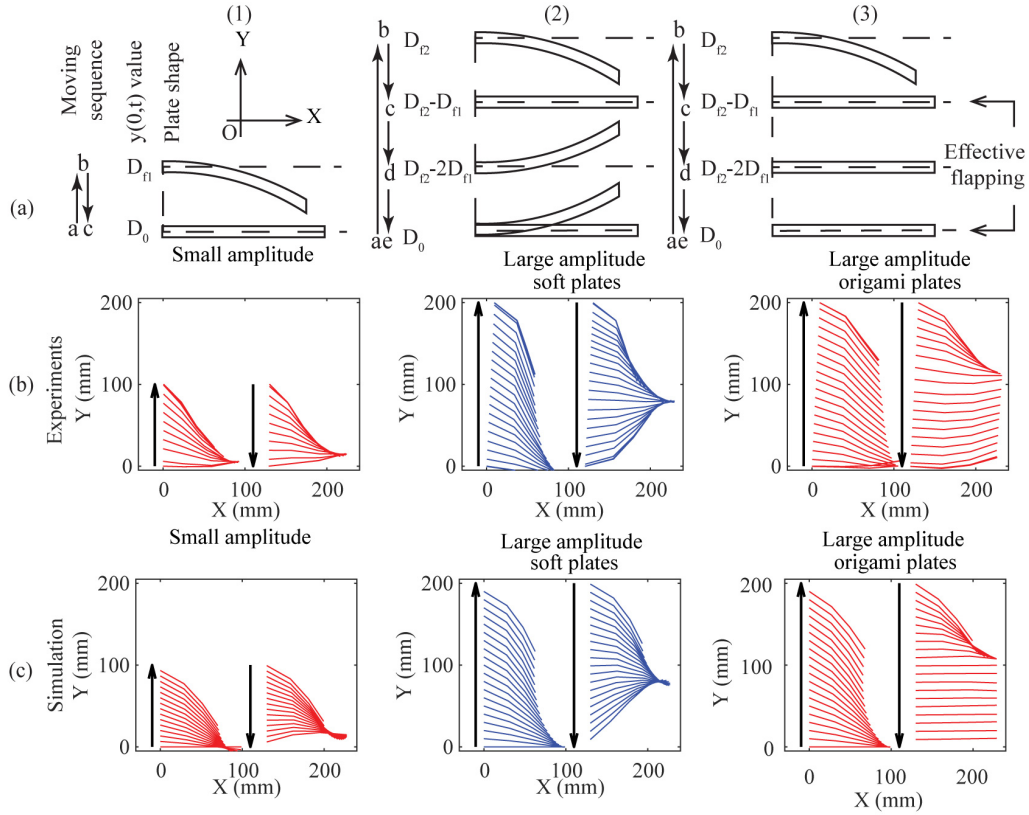 (1)
(2)
(3)
Moving
sequence
y(0,t) value
Plate shape
Y
X
O
b
D_f1
(a)
a c
D_0
Small amplitude
b
D_f2
c
D_f2-D_f1
d
D_f2-2D_f1
ae
D_0
Large amplitude
soft plates
b
D_f2
c
D_f2-D_f1
d
D_f2-2D_f1
ae
D_0
Effective
flapping
Large amplitude
origami plates
(b)
Experiments
Y (mm)
200
100
0
0 100 200
X (mm)
Y (mm)
200
100
0
0 100 200
X (mm)
Y (mm)
200
100
0
0 100 200
X (mm)
Small amplitude
Large amplitude
soft plates
Large amplitude
origami plates
(c)
Simulation
Y (mm)
200
100
0
0 100 200
X (mm)
Y (mm)
200
100
0
0 100 200
X (mm)
Y (mm)
200
100
0
0 100 200
X (mm)